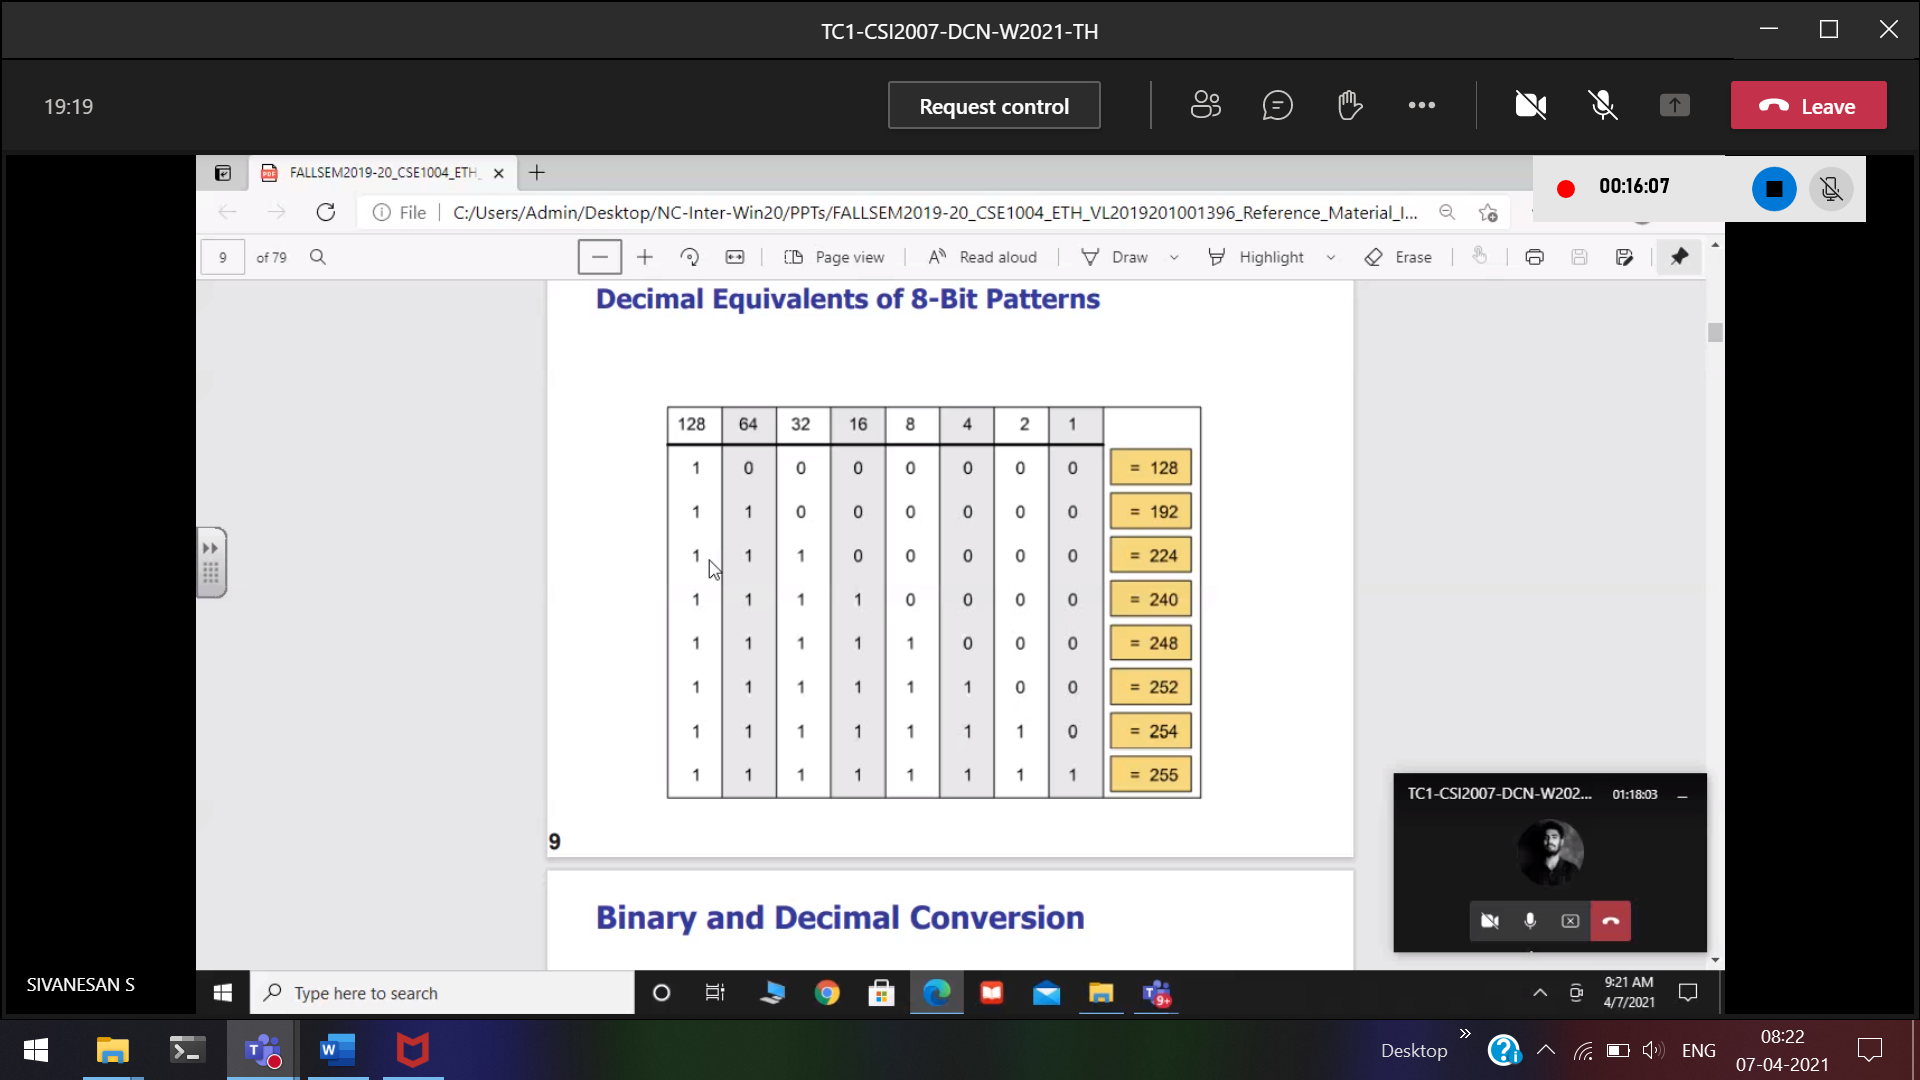 TC1-CSI2007-DCN-W2021-TH
19:19
Request control
Leave
FALLSEM2019-20_CSE1004_ETH_
00:16:07
File
C:/Users/Admin/Desktop/NC-Inter-Win20/PPTs/FALLSEM2019-20_CSE1004_ETH_VL2019201001396_Reference_Material_I...
9 of 79
Page view
Read aloud
Draw
Highlight
Erase
Decimal Equivalents of 8-Bit Patterns
128 64 32 16 8 4 2 1
1 0 0 0 0 0 0 0 = 128
1 1 0 0 0 0 0 0 = 192
1 1 1 0 0 0 0 0 = 224
1 1 1 1 0 0 0 0 = 240
1 1 1 1 1 0 0 0 = 248
1 1 1 1 1 1 0 0 = 252
1 1 1 1 1 1 1 0 = 254
1 1 1 1 1 1 1 1 = 255
9
TC1-CSI2007-DCN-W202... 01:18:03
Binary and Decimal Conversion
SIVANESAN S
Type here to search
9+
9:21 AM
4/7/2021
Desktop
ENG
08:22
07-04-2021